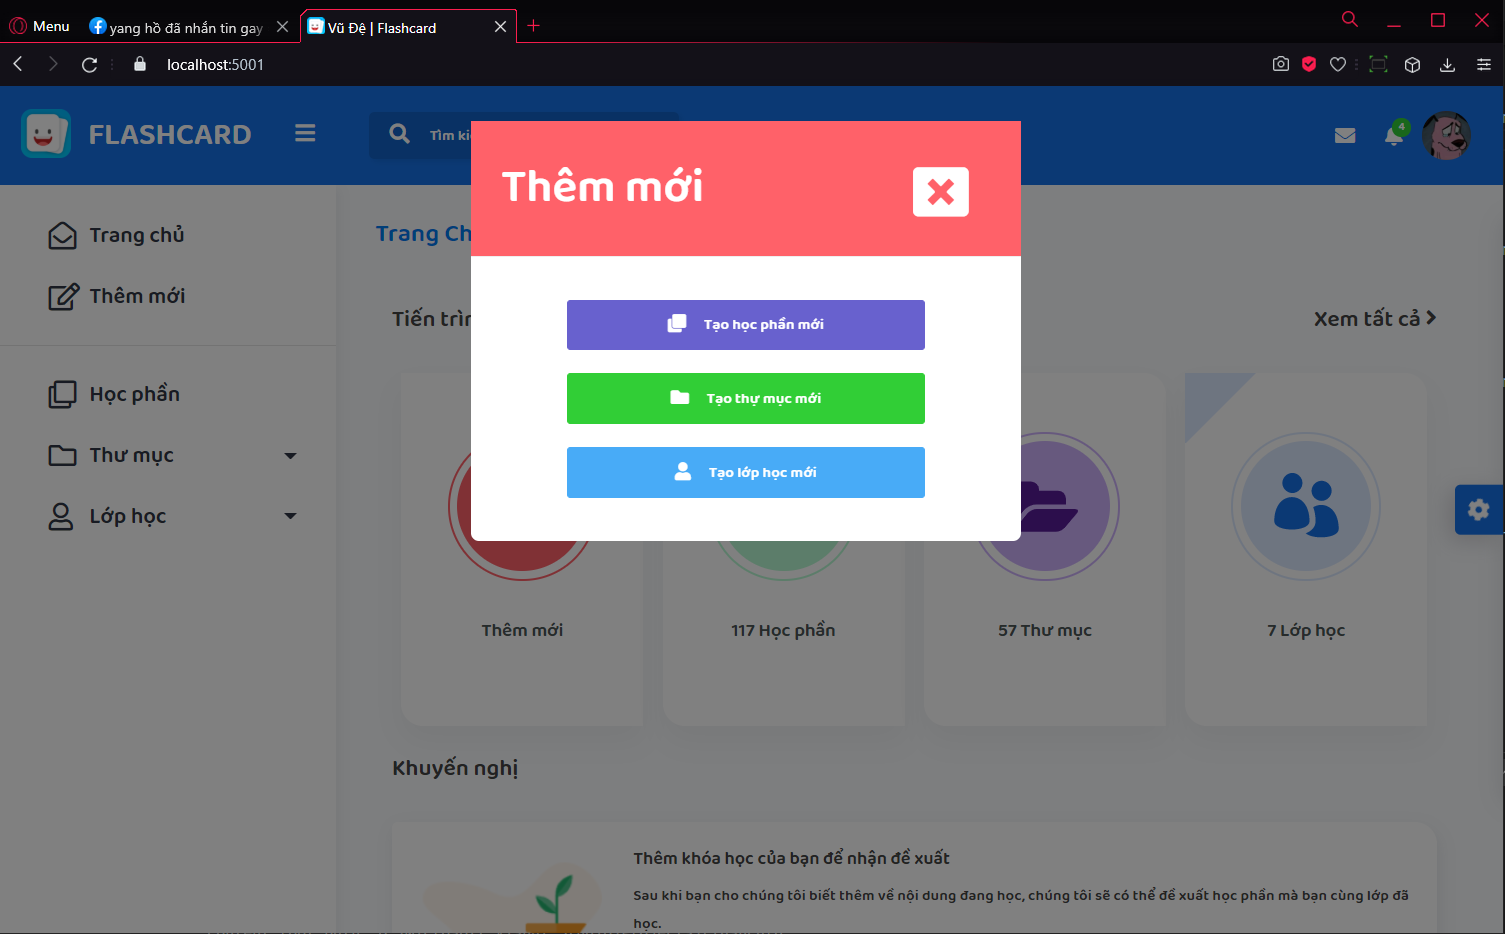 Menu
yang hồ đã nhắn tin gay
Vũ Đệ | Flashcard
localhost:5001
FLASHCARD
Tìm ki
4
Thêm mới
Trang chủ
Thêm mới
Học phần
Thư mục
Lớp học
Trang Ch
Tiến trìn
Xem tất cả
Tạo học phần mới
Tạo thự mục mới
Tạo lớp học mới
Thêm mới
117 Học phần
57 Thư mục
7 Lớp học
Khuyến nghị
Thêm khóa học của bạn để nhận đề xuất
Sau khi bạn cho chúng tôi biết thêm về nội dung đang học, chúng tôi sẽ có thể đề xuất học phần mà bạn cùng lớp đã
học.